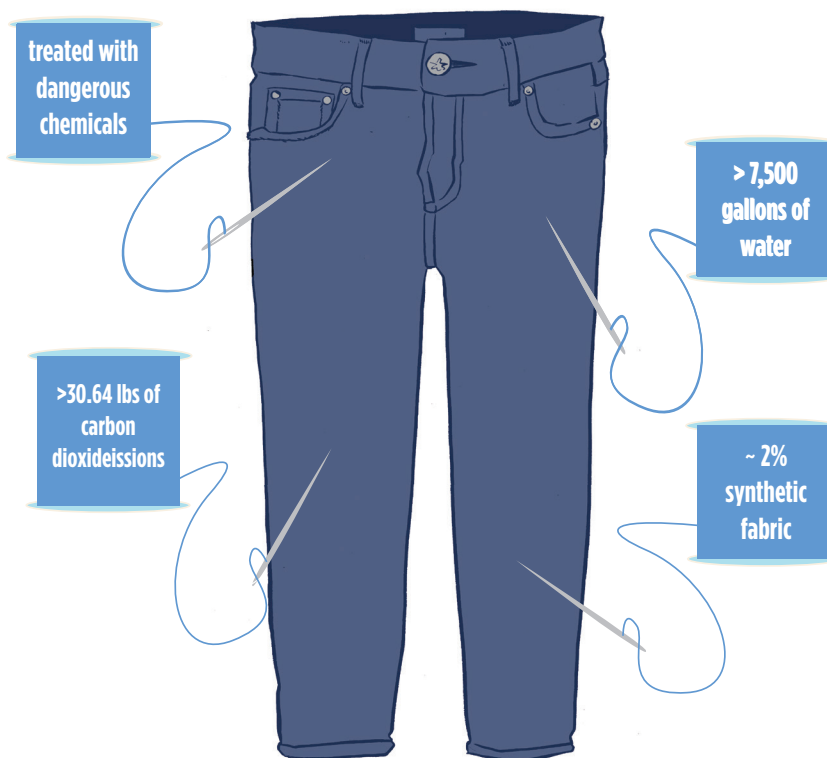 treated with
dangerous
chemicals
> 7,500
gallons of
water
>30.64 lbs of
carbon
dioxideissions
~ 2%
synthetic
fabric